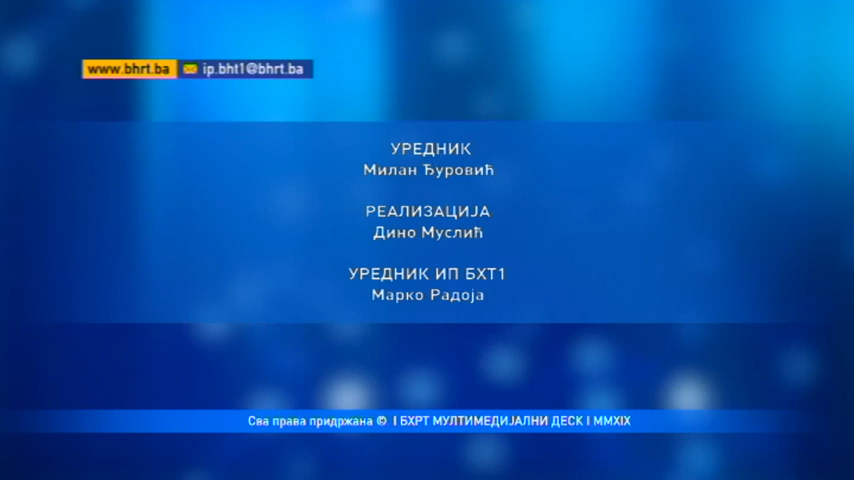 www.bhrt.ba ip.bht1@bhrt.ba
УРЕДНИК
Милан Ђуровић
РЕАЛИЗАЦИЈА
Дино Муслић
УРЕДНИК ИП БХТ1
Марко Радоја
Сва права придржана © I БХРТ МУЛТИМЕДИЈАЛНИ ДЕСК I MMXIX